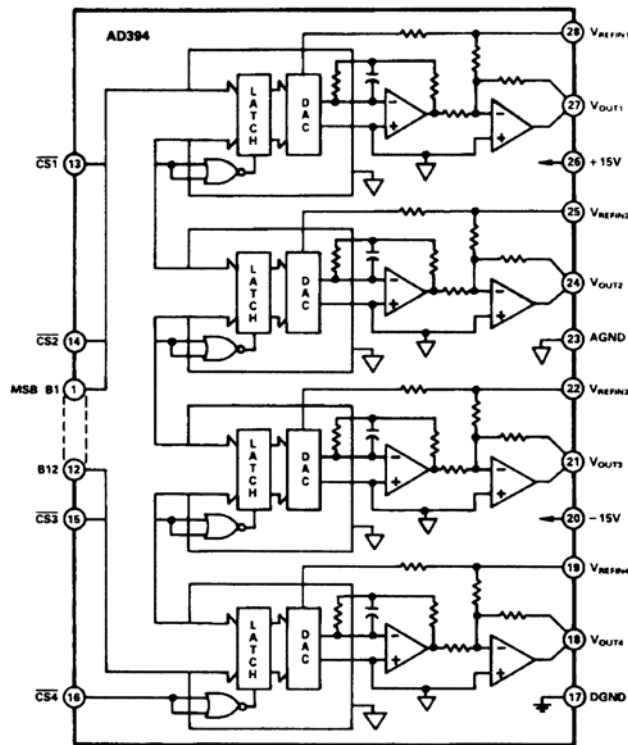 AD394
28 VREFIN1
LATCH
DAC
27 VOUT1
CS1 13
26 +15V
25 VREFIN2
LATCH
DAC
24 VOUT2
CS2 14
23 AGND
MSB B1 1
22 VREFIN3
LATCH
DAC
21 VOUT3
B12 12
CS3 15
20 −15V
19 VREFIN4
LATCH
DAC
18 VOUT4
CS4 16
17 DGND